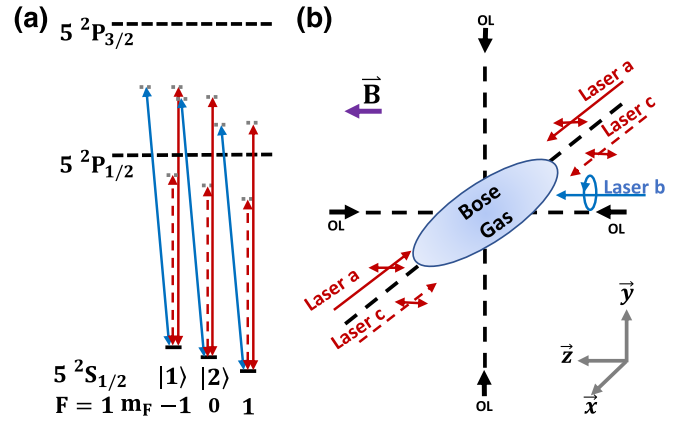 (a)
5 ²P₃/₂
5 ²P₁/₂
5 ²S₁/₂ |1⟩ |2⟩
F = 1 m_F −1 0 1
(b)
OL
B⃗
Laser a
Laser c
Laser b
Bose
Gas
OL
OL
Laser a
Laser c
OL
y⃗
z⃗
x⃗